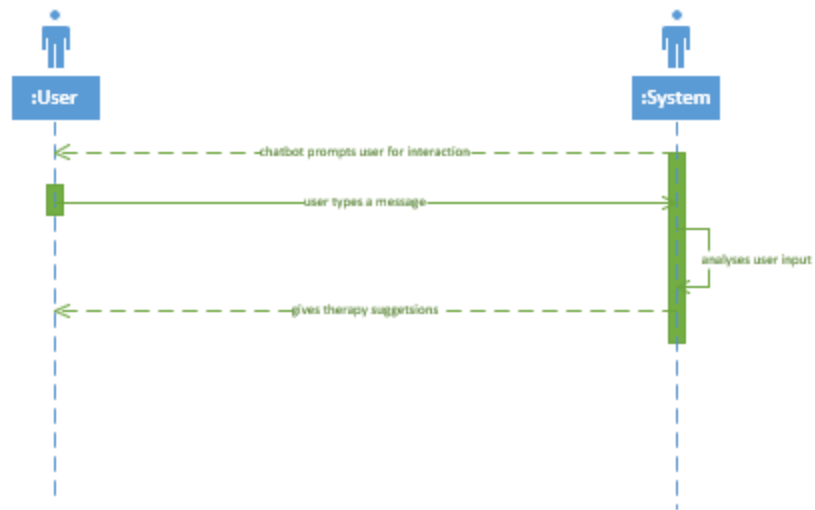 :User
:System
chatbot prompts user for interaction
user types a message
analyses user input
gives therapy suggetsions